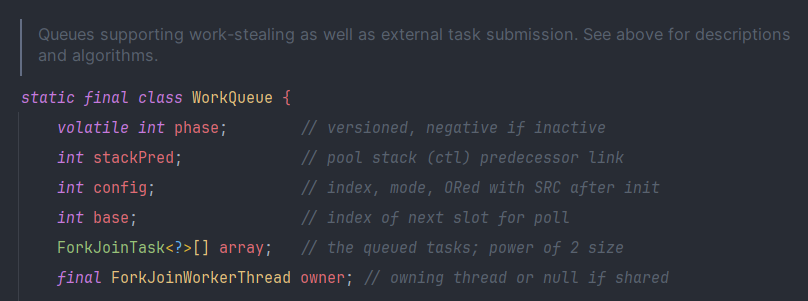 Queues supporting work-stealing as well as external task submission. See above for descriptions
and algorithms.
static final class WorkQueue {
volatile int phase; // versioned, negative if inactive
int stackPred; // pool stack (ctl) predecessor link
int config; // index, mode, ORed with SRC after init
int base; // index of next slot for poll
ForkJoinTask<?>[] array; // the queued tasks; power of 2 size
final ForkJoinWorkerThread owner; // owning thread or null if shared